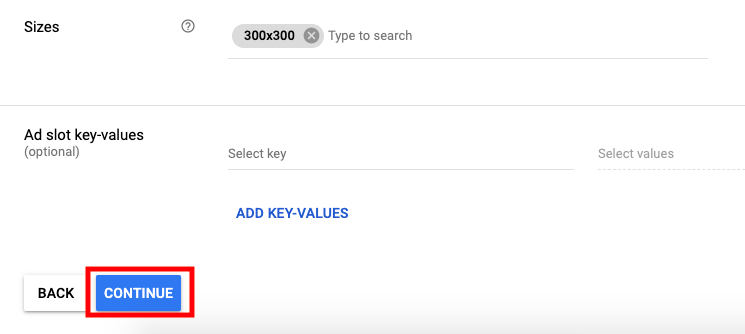 Sizes
300x300 Type to search
Ad slot key-values
(optional)
Select key Select values
ADD KEY-VALUES
BACK CONTINUE